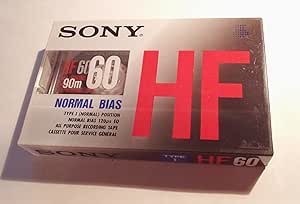 SONY
HF 60 60
90m
HF
NORMAL BIAS
TYPE I (NORMAL) POSITION
NORMAL BIAS 120µs EQ
ALL PURPOSE RECORDING TAPE
CASSETTE POUR SERVICE GENERAL
SONY
TYPE I
HF 60